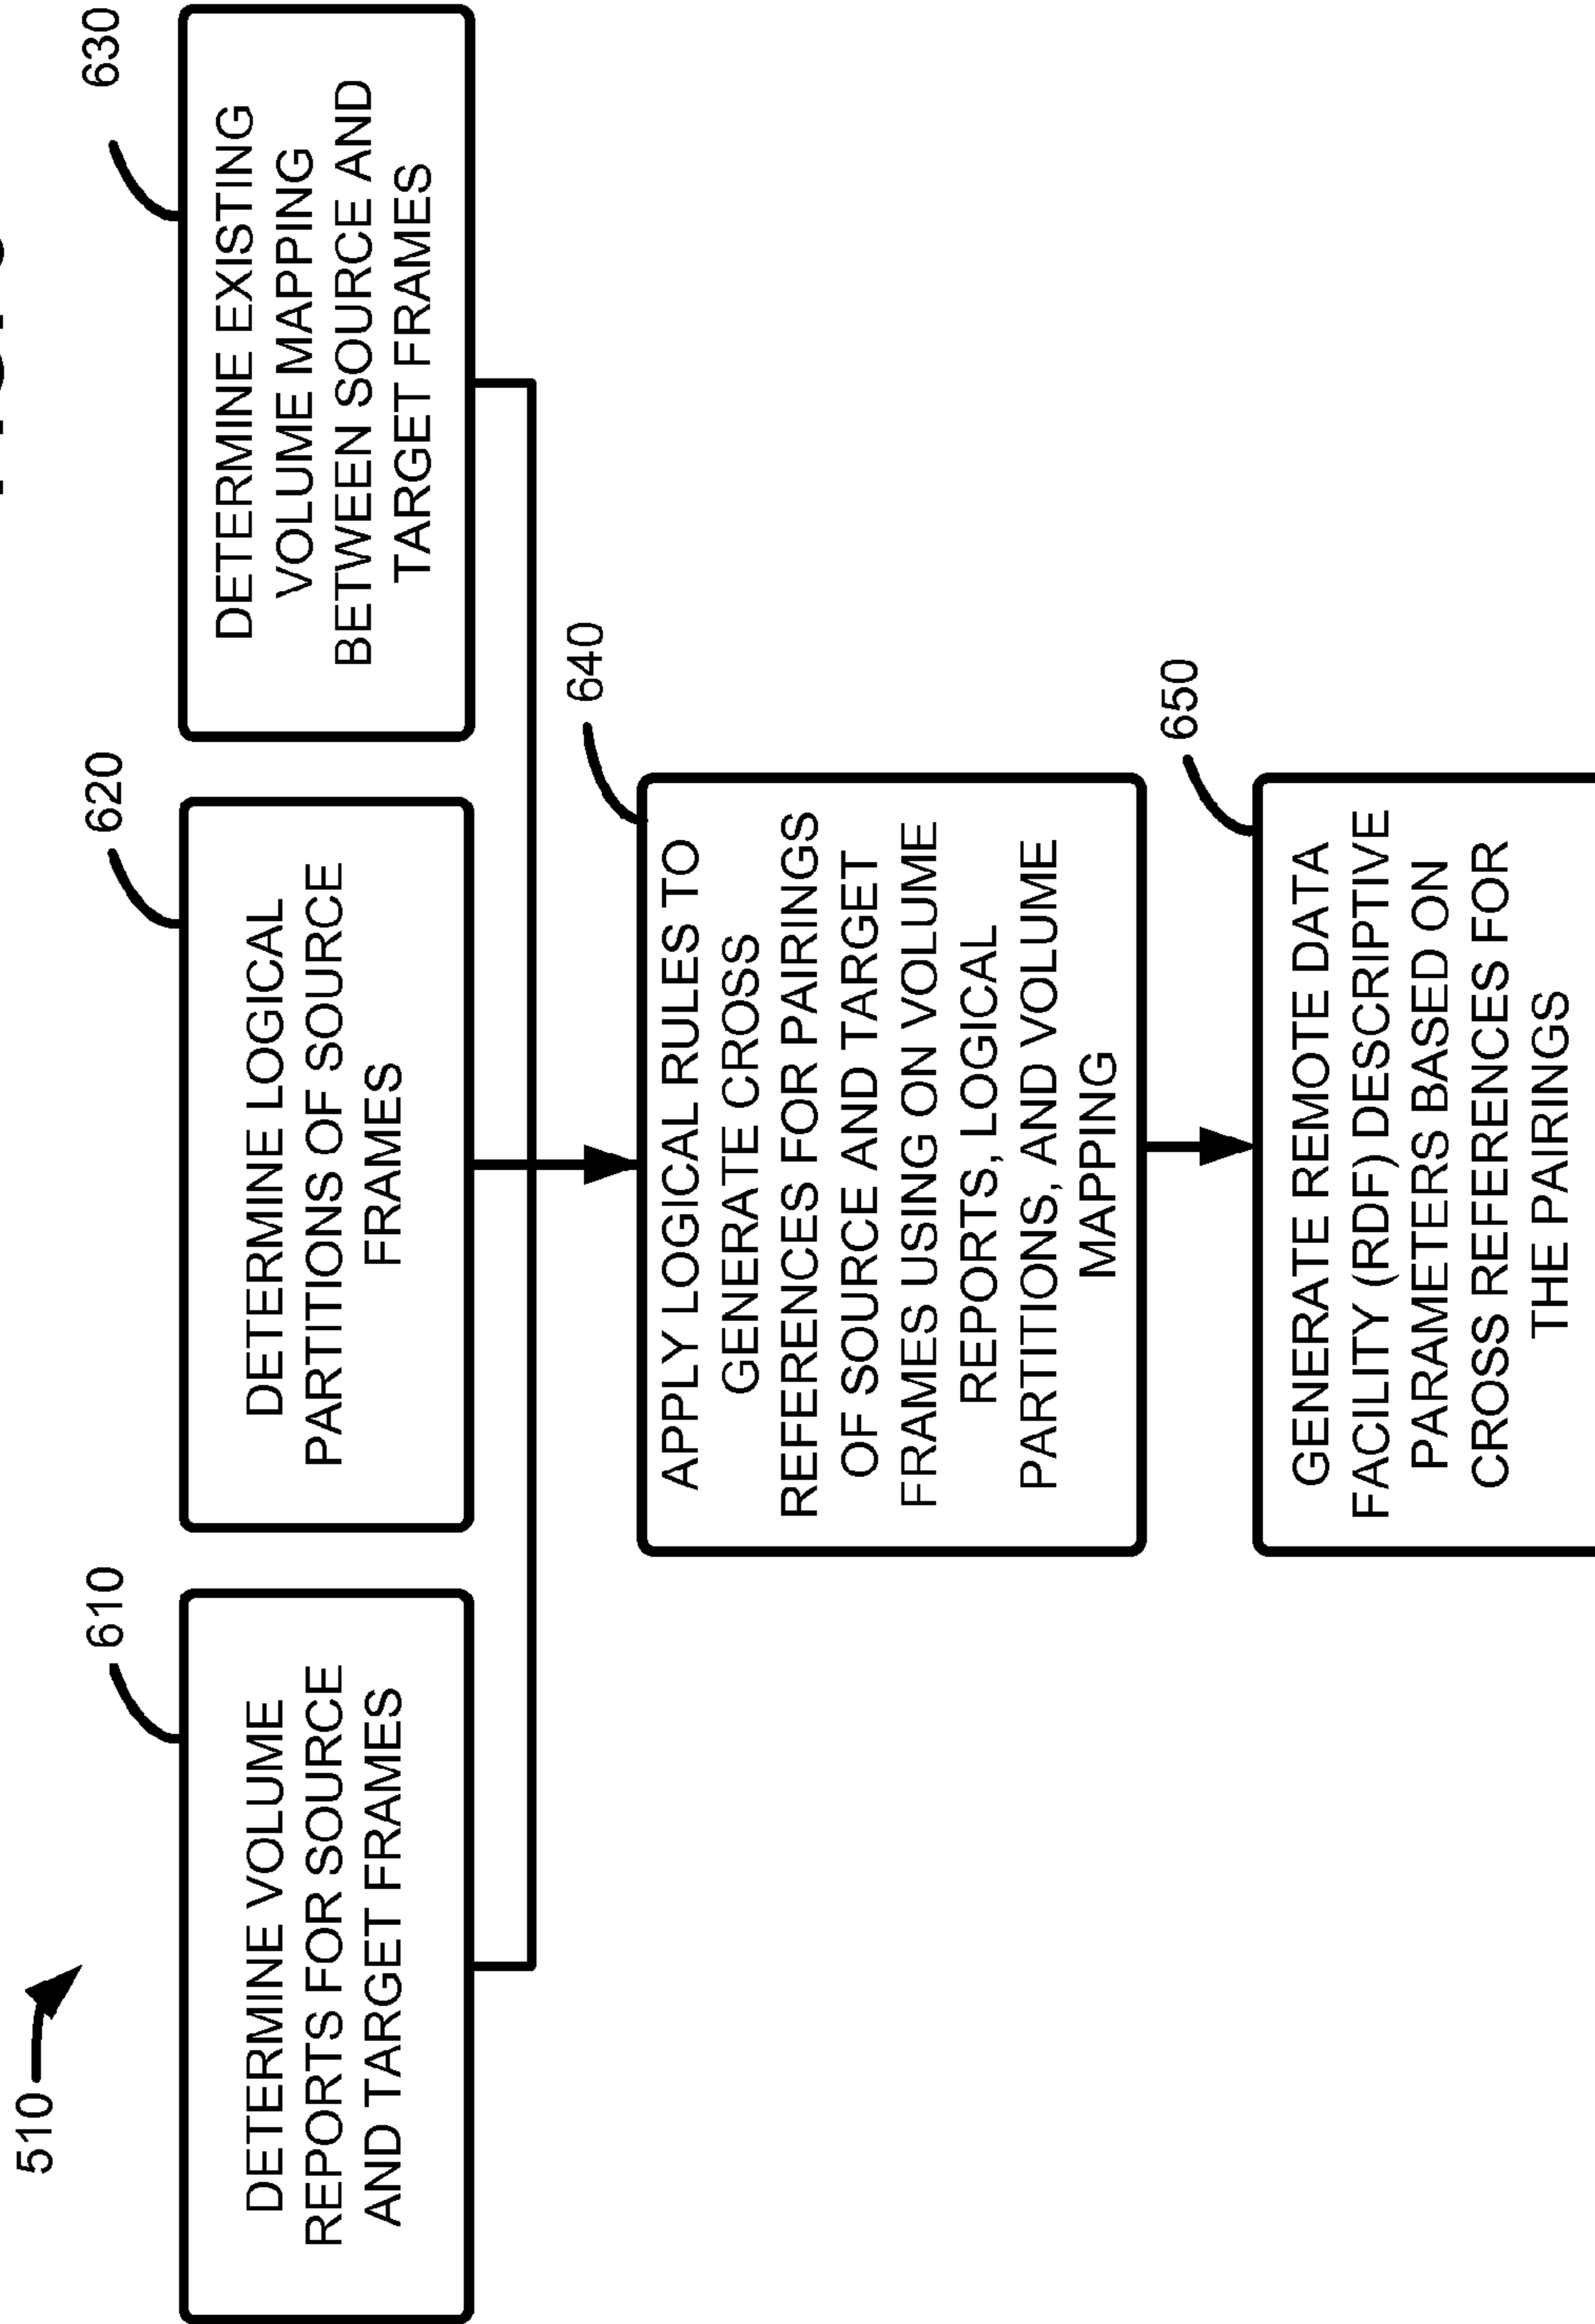 510
610
DETERMINE VOLUME
REPORTS FOR SOURCE
AND TARGET FRAMES
620
DETERMINE LOGICAL
PARTITIONS OF SOURCE
FRAMES
630
DETERMINE EXISTING
VOLUME MAPPING
BETWEEN SOURCE AND
TARGET FRAMES
640
APPLY LOGICAL RULES TO
GENERATE CROSS
REFERENCES FOR PAIRINGS
OF SOURCE AND TARGET
FRAMES USING ON VOLUME
REPORTS, LOGICAL
PARTITIONS, AND VOLUME
MAPPING
650
GENERATE REMOTE DATA
FACILITY (RDF) DESCRIPTIVE
PARAMETERS BASED ON
CROSS REFERENCES FOR
THE PAIRINGS